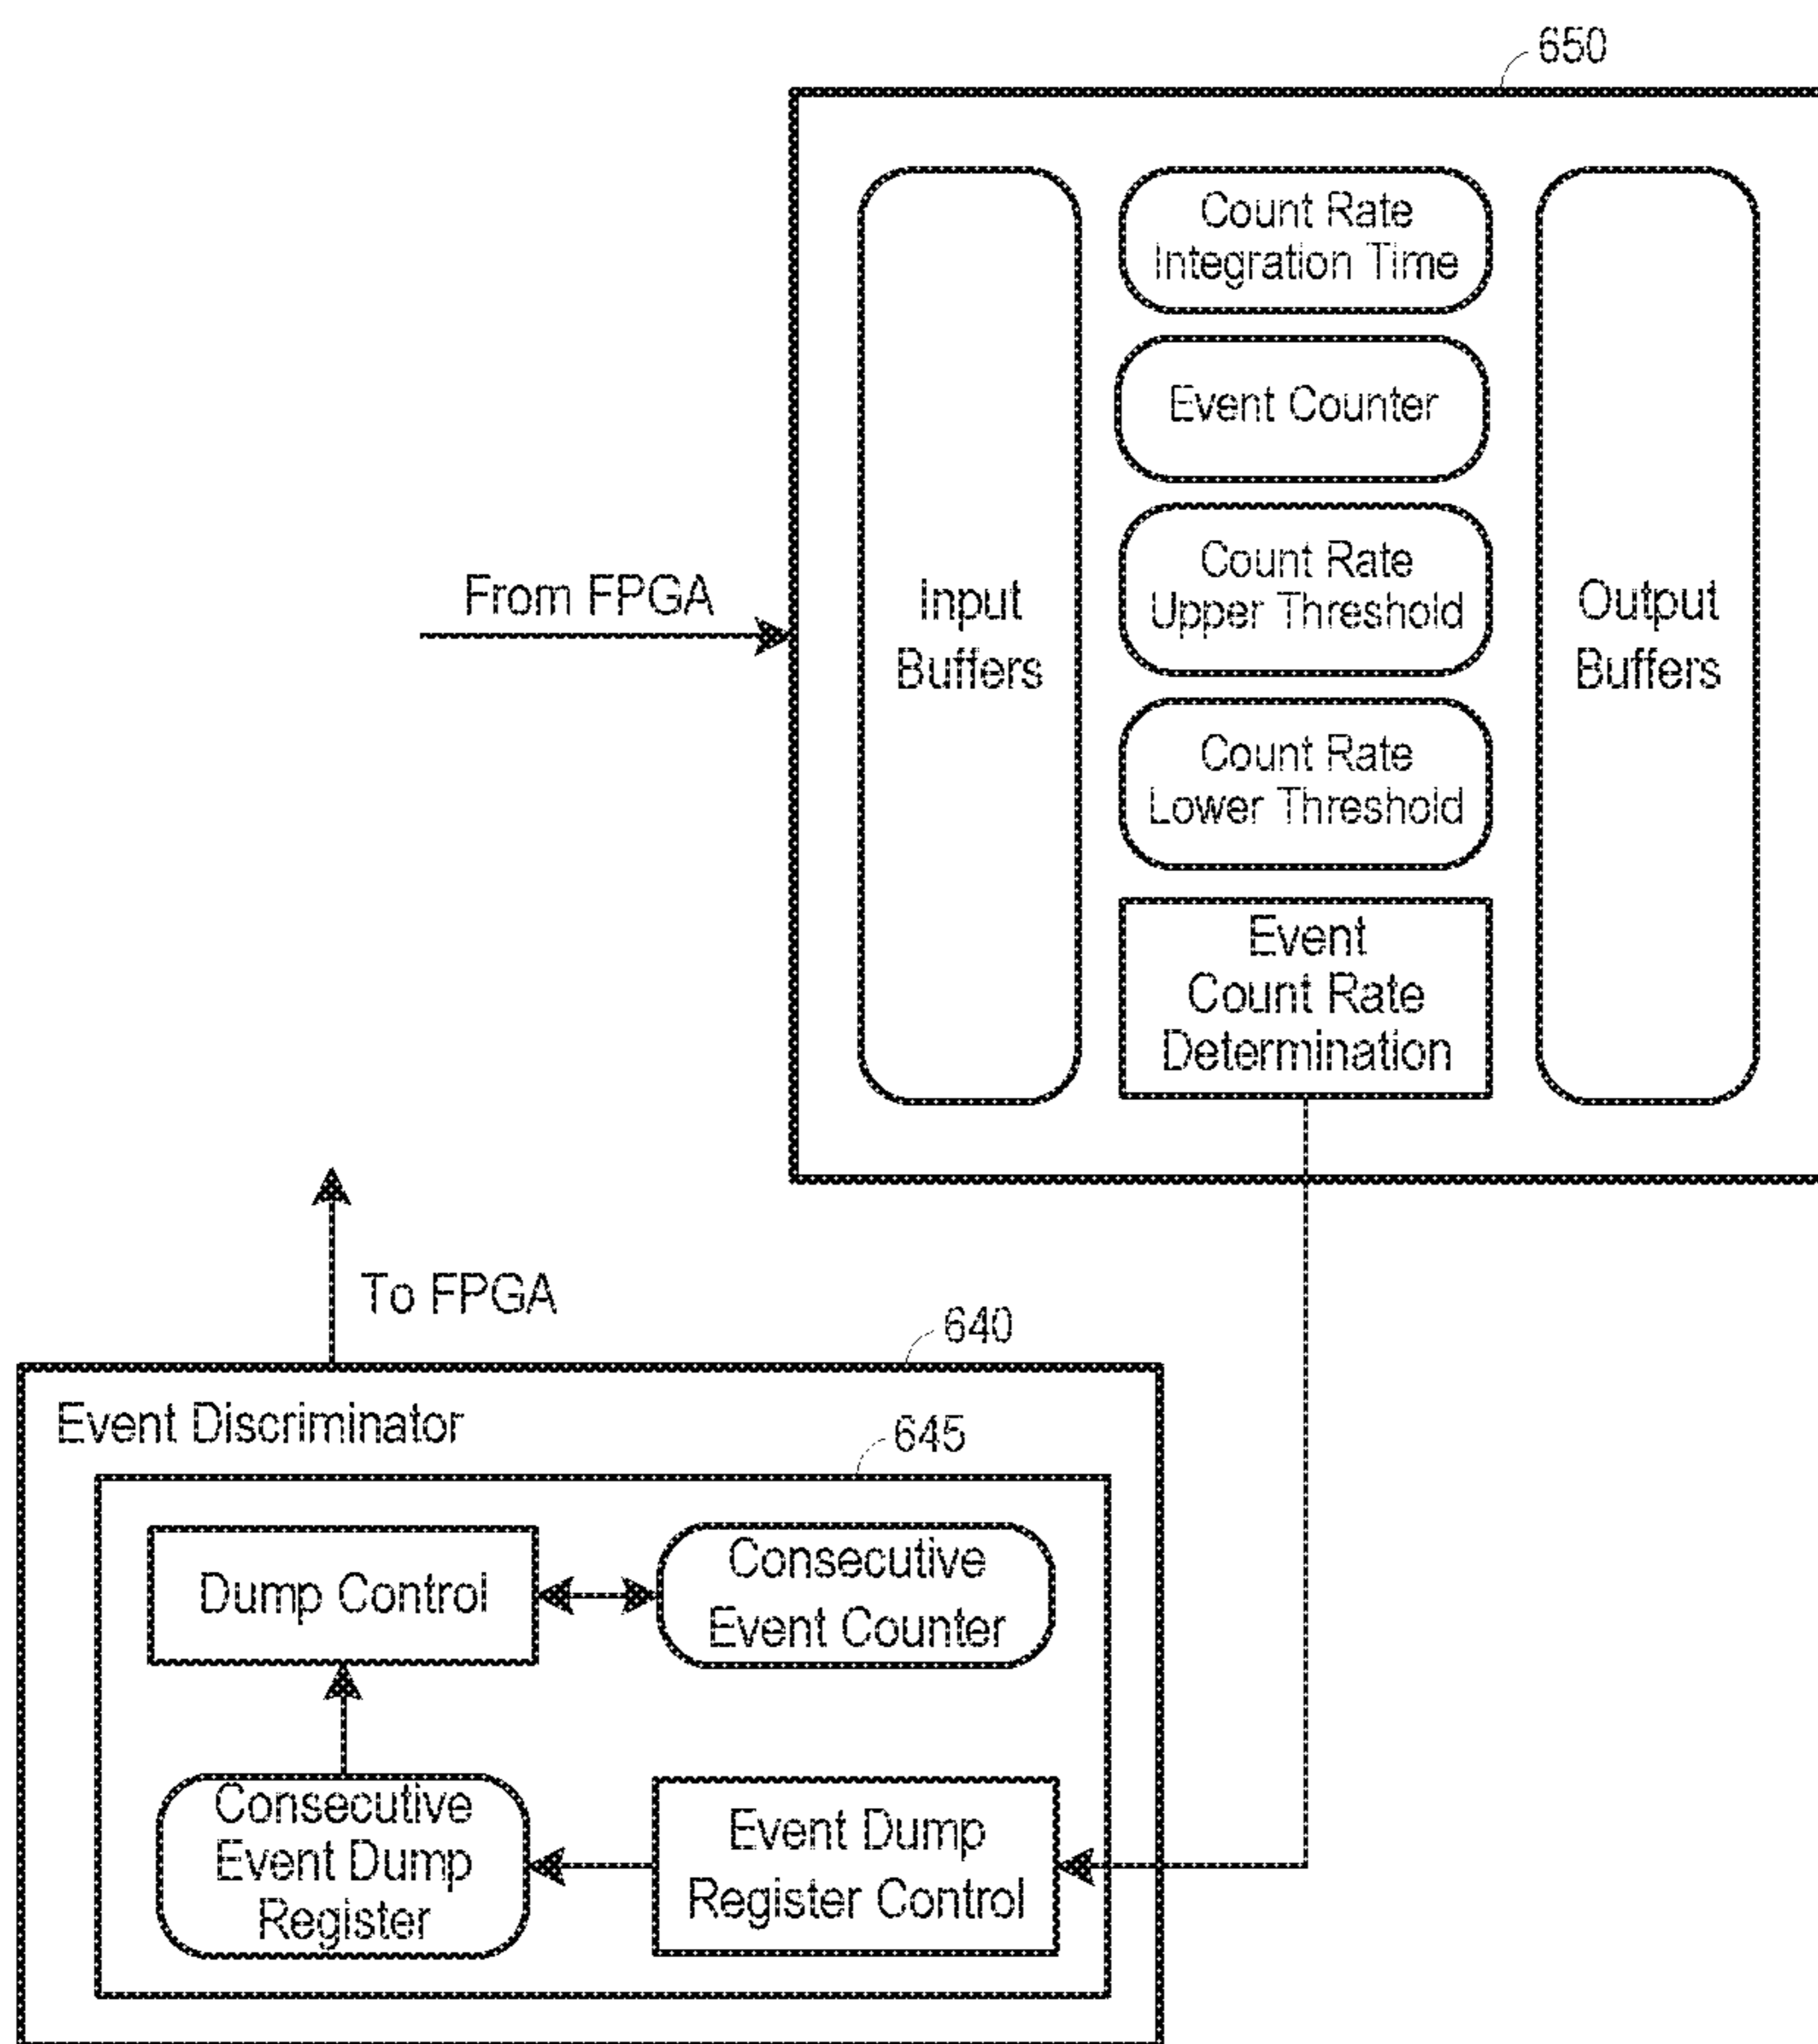 650
Count Rate
Integration Time
Event Counter
Count Rate
Upper Threshold
From FPGA
Input
Buffers
Output
Buffers
Count Rate
Lower Threshold
Event
Count Rate
Determination
To FPGA
640
Event Discriminator
645
Dump Control
Consecutive
Event Counter
Consecutive
Event Dump
Register
Event Dump
Register Control